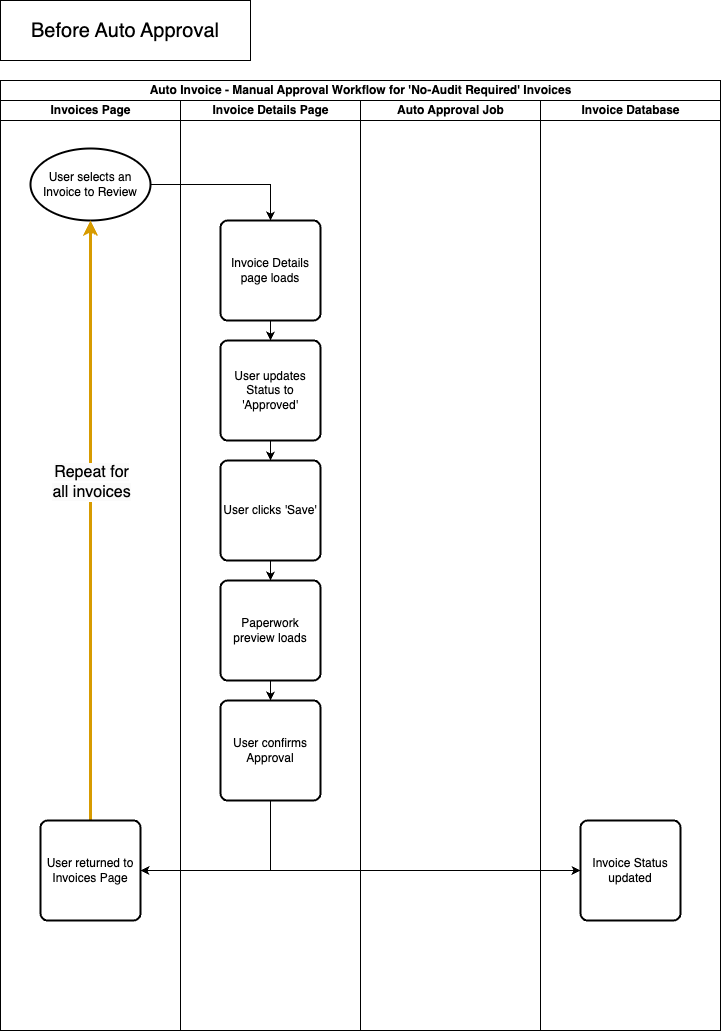 Before Auto Approval
Auto Invoice - Manual Approval Workflow for 'No-Audit Required' Invoices
Invoices Page
Invoice Details Page
Auto Approval Job
Invoice Database
User selects an
Invoice to Review
Invoice Details
page loads
User updates
Status to
'Approved'
Repeat for
all invoices
User clicks 'Save'
Paperwork
preview loads
User confirms
Approval
User returned to
Invoices Page
Invoice Status
updated